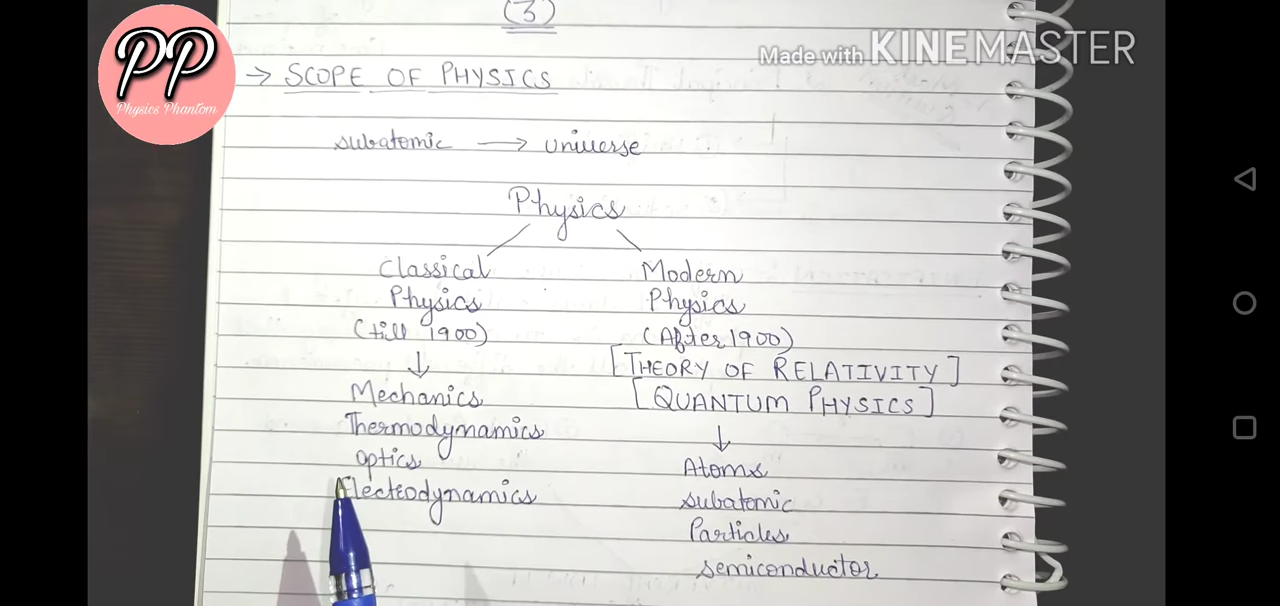 (3)
PP
Physics Phantom
Made with KINEMASTER
→ SCOPE OF PHYSICS
subatomic → universe
Physics
Classical Physics (till 1900)
↓
Mechanics
Thermodynamics
optics
Electrodynamics
Modern Physics (After 1900)
[THEORY OF RELATIVITY]
[QUANTUM PHYSICS]
↓
Atoms
subatomic
Particles
semiconductor